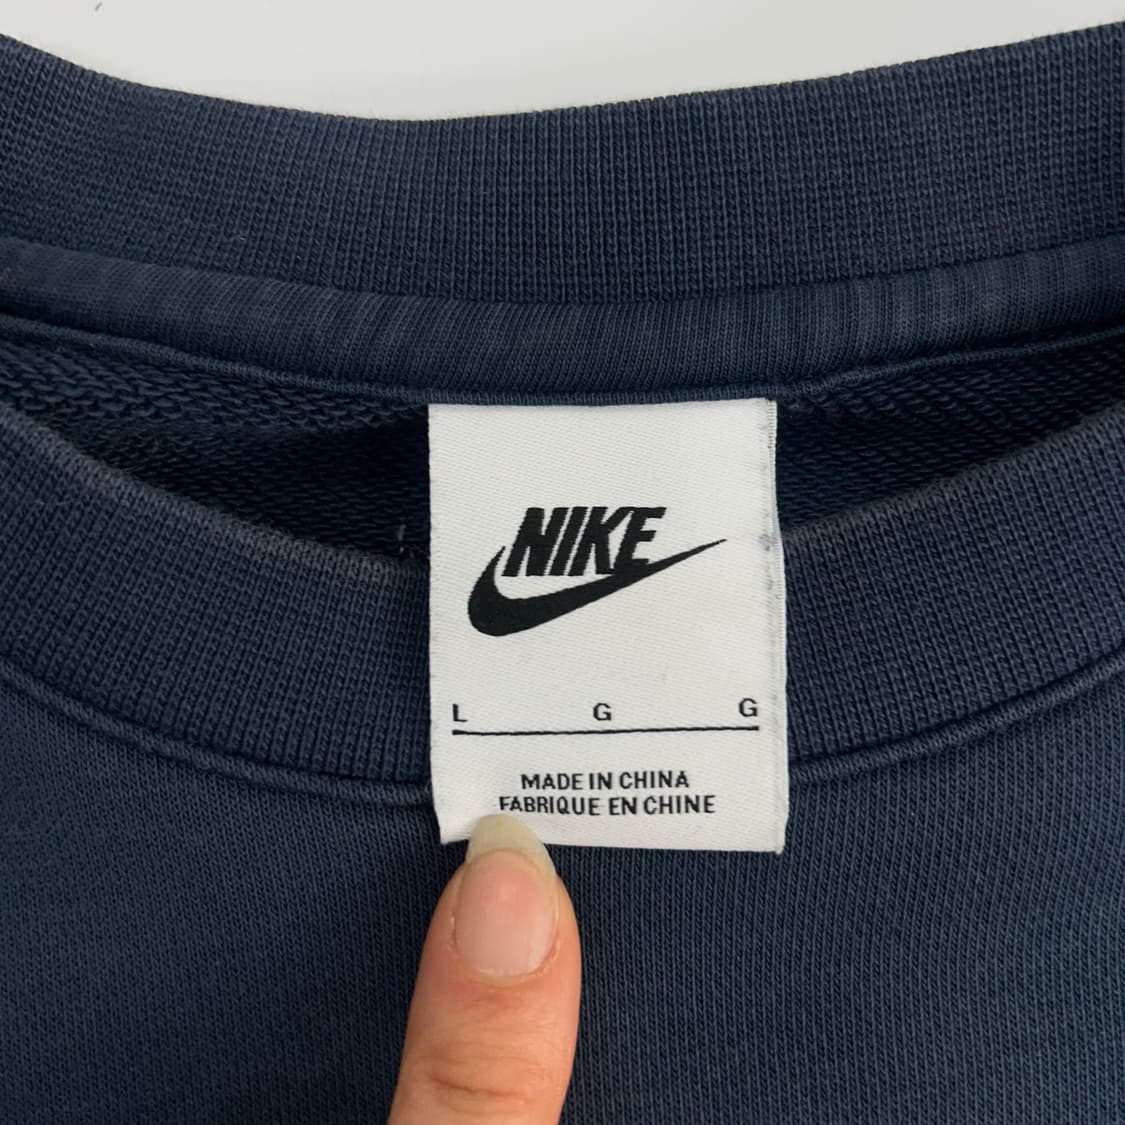 NIKE
L G G
MADE IN CHINA
FABRIQUE EN CHINE